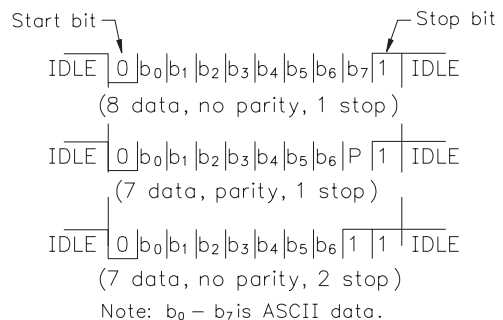 Start bit Stop bit
IDLE 0 b₀ b₁ b₂ b₃ b₄ b₅ b₆ b₇ 1 IDLE
(8 data, no parity, 1 stop)
IDLE 0 b₀ b₁ b₂ b₃ b₄ b₅ b₆ P 1 IDLE
(7 data, parity, 1 stop)
IDLE 0 b₀ b₁ b₂ b₃ b₄ b₅ b₆ 1 1 IDLE
(7 data, no parity, 2 stop)
Note: b₀ – b₇ is ASCII data.